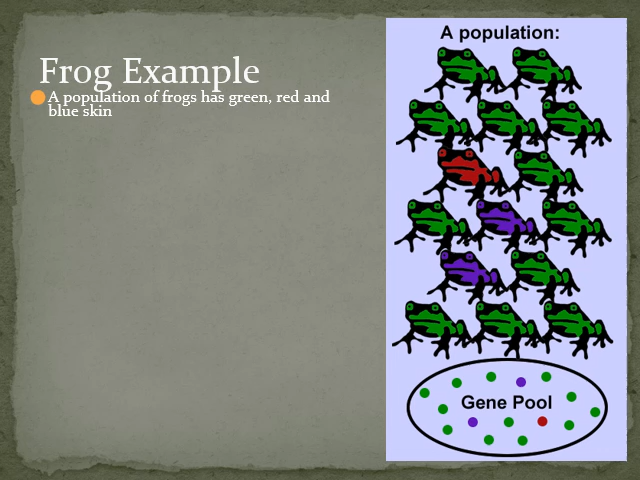 Frog Example
A population of frogs has green, red and
blue skin
A population:
Gene Pool